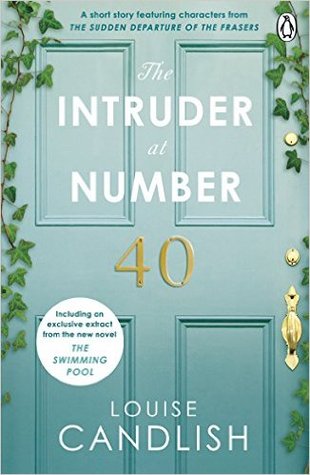 A short story featuring characters from
THE SUDDEN DEPARTURE OF THE FRASERS
The
INTRUDER
at
NUMBER
40
Including an
exclusive extract
from the new novel
THE
SWIMMING
POOL
LOUISE
CANDLISH